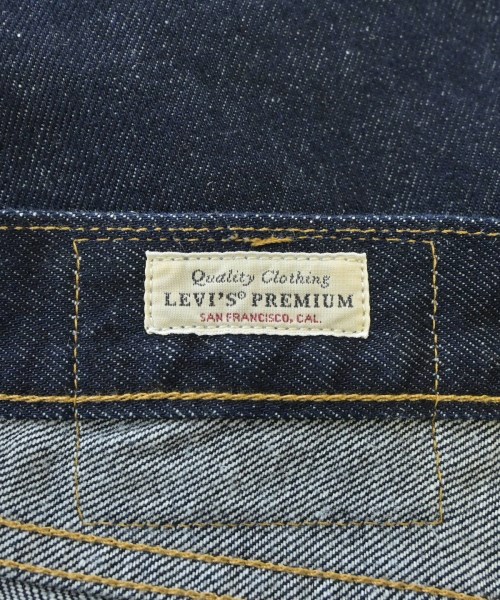 Quality Clothing
LEVI'S® PREMIUM
SAN FRANCISCO, CAL.